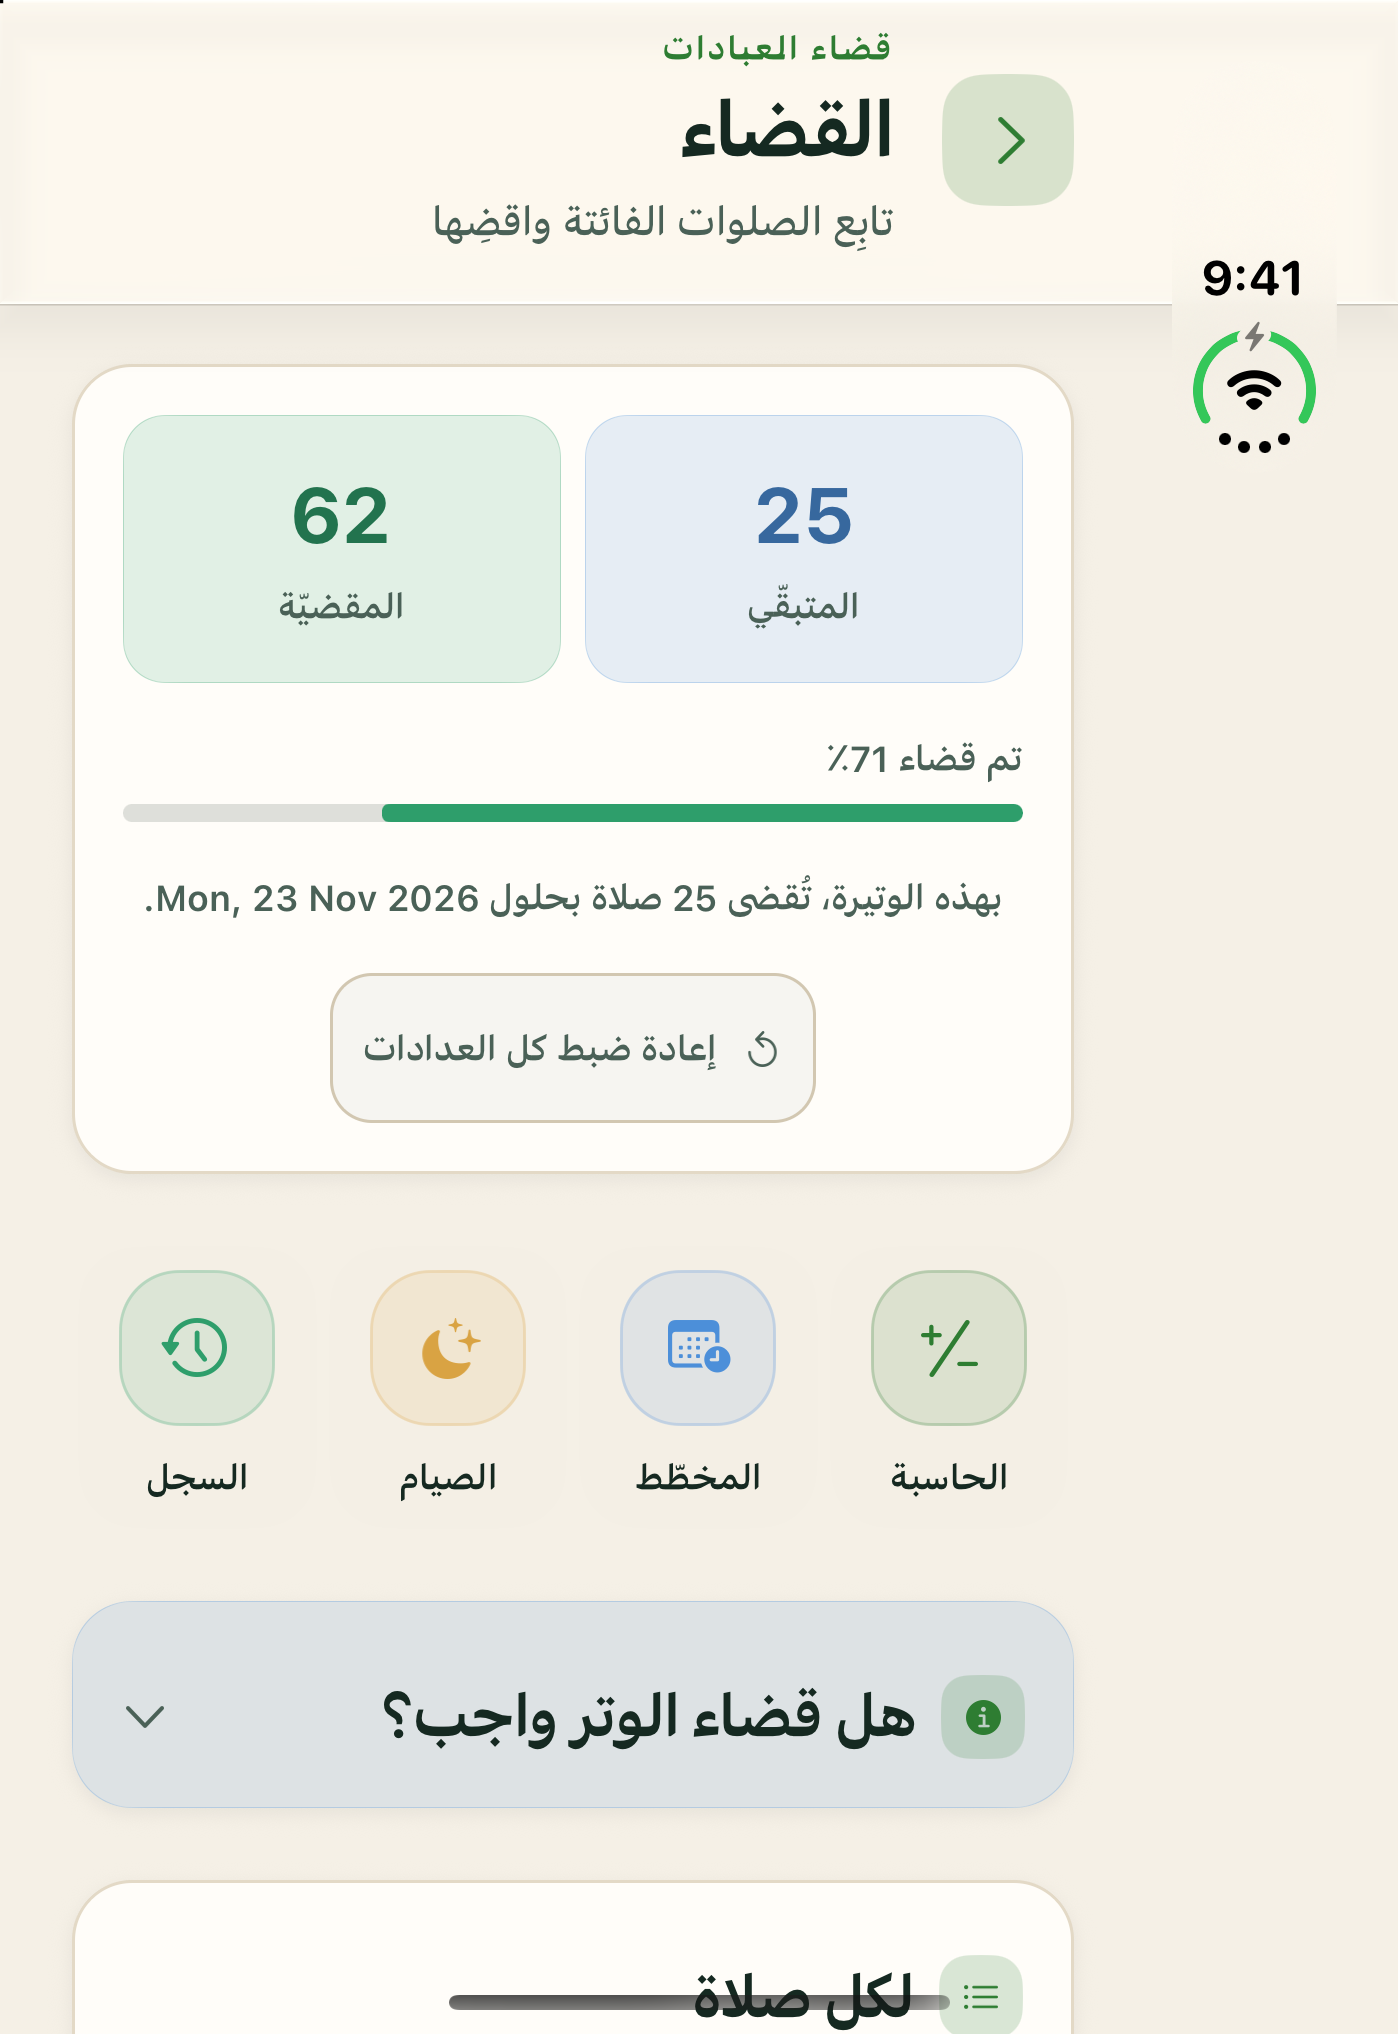 قضاء العبادات
القضاء
تابِع الصلوات الفائتة واقضِها
9:41
25
المتبقّي
62
المقضيّة
تم قضاء 71٪
بهذه الوتيرة، تُقضى 25 صلاة بحلول Mon, 23 Nov 2026.
إعادة ضبط كل العدادات
الحاسبة
المخطّط
الصيام
السجل
هل قضاء الوتر واجب؟
لكل صلاة